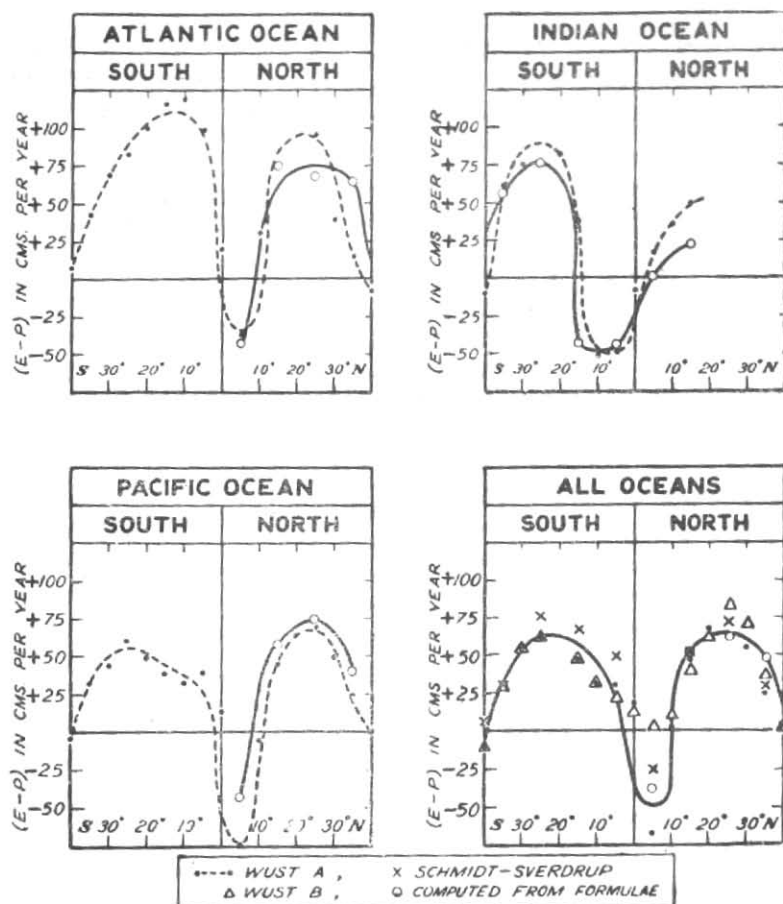 ATLANTIC OCEAN
SOUTH NORTH
(E-P) IN CMS. PER YEAR
+100
+75
+50
+25
-25
-50
S 30° 20° 10° 10° 20° 30° N
INDIAN OCEAN
SOUTH NORTH
(E-P) IN CMS PER YEAR
+100
+75
+50
+25
-25
-50
S 30° 20° 10° 10° 20° 30° N
PACIFIC OCEAN
SOUTH NORTH
(E-P) IN CMS PER YEAR
+100
+75
+50
+25
-25
-50
S 30° 20° 10° 10° 20° 30° N
ALL OCEANS
SOUTH NORTH
(E-P) IN CMS PER YEAR
+100
+75
+50
+25
-25
-50
S 30° 20° 10° 10° 20° 30° N
WUST A, × SCHMIDT-SVERDRUP
△ WUST B, ○ COMPUTED FROM FORMULAE